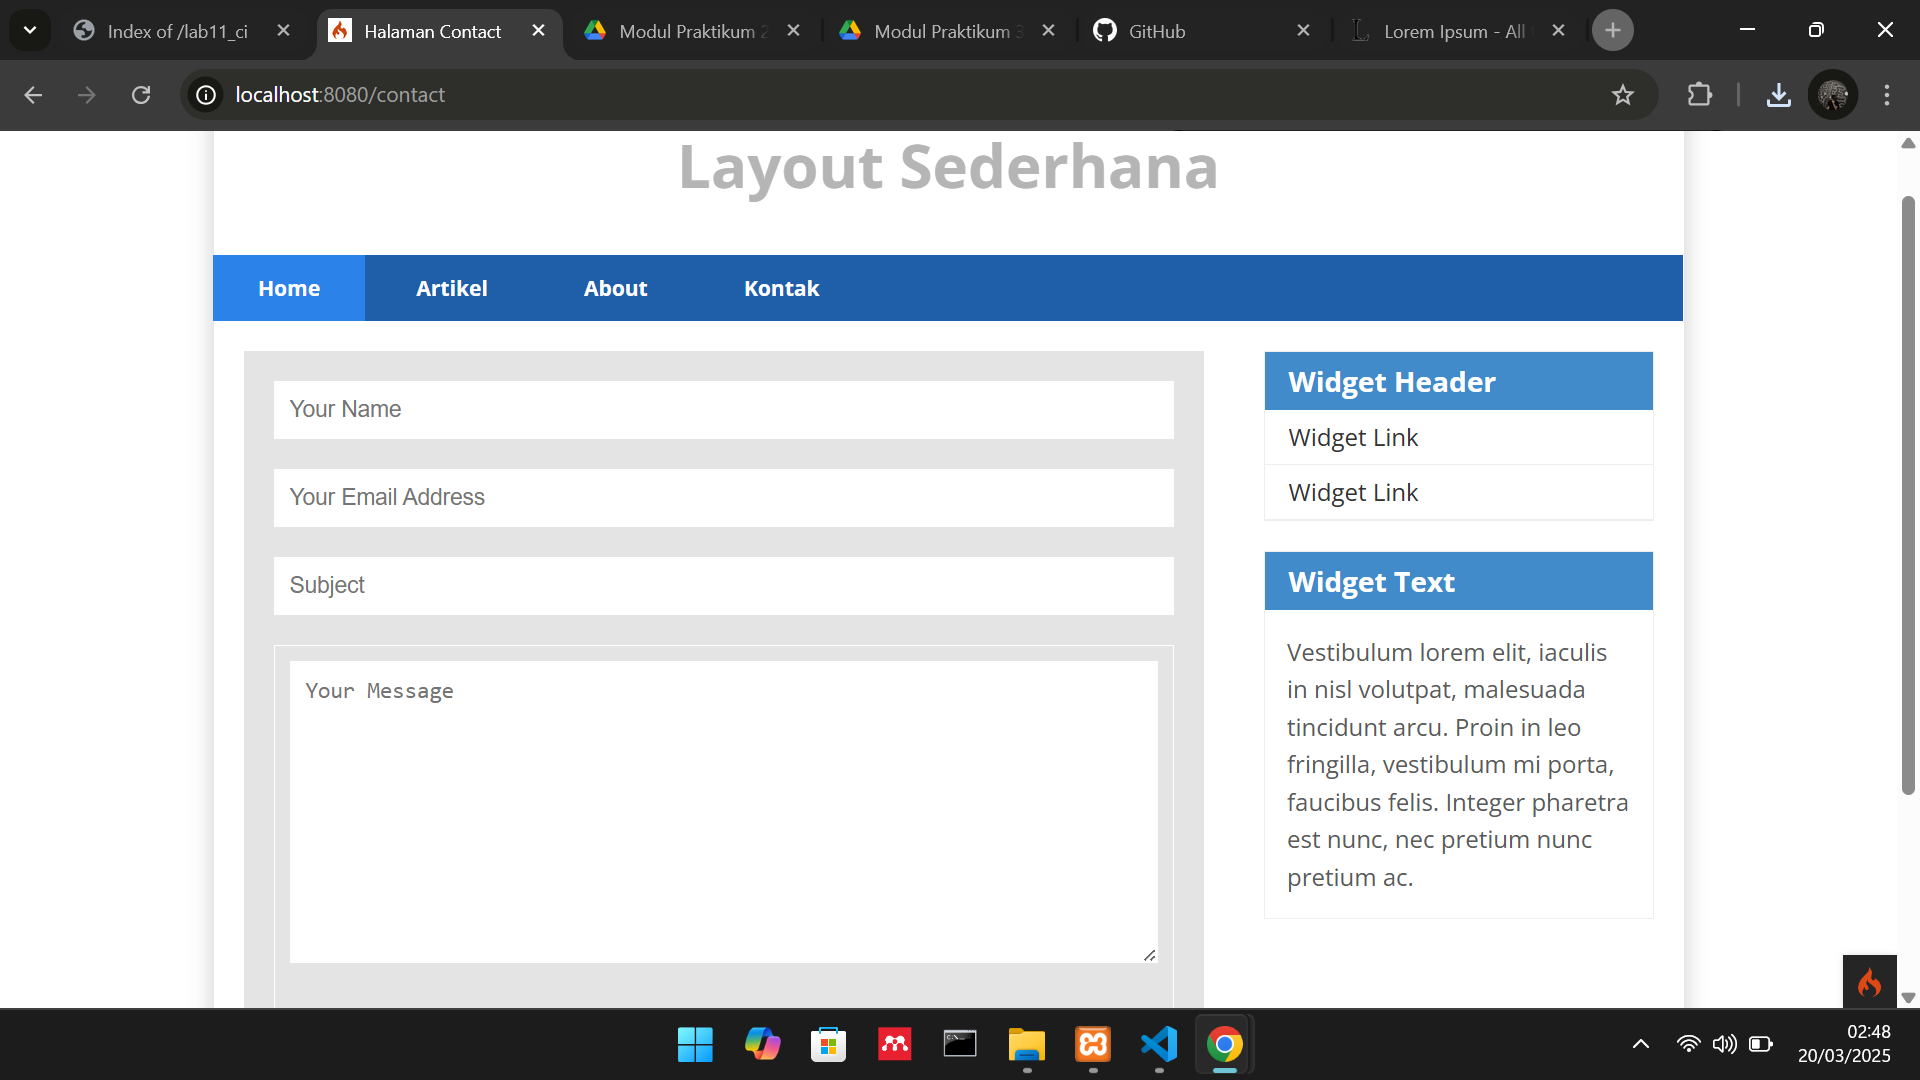 Index of /lab11_ci
Halaman Contact
Modul Praktikum 2
Modul Praktikum 3
GitHub
Lorem Ipsum - All
localhost:8080/contact
Layout Sederhana
Home
Artikel
About
Kontak
Your Name
Your Email Address
Subject
Your Message
Widget Header
Widget Link
Widget Link
Widget Text
Vestibulum lorem elit, iaculis
in nisl volutpat, malesuada
tincidunt arcu. Proin in leo
fringilla, vestibulum mi porta,
faucibus felis. Integer pharetra
est nunc, nec pretium nunc
pretium ac.
02:48
20/03/2025